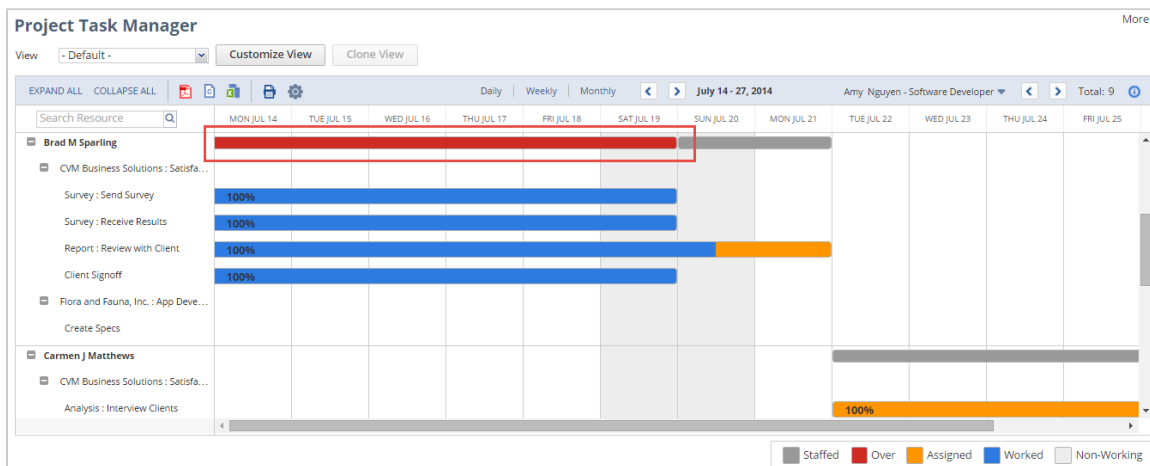 Project Task Manager
More
View - Default - Customize View Clone View
EXPAND ALL COLLAPSE ALL Daily Weekly Monthly July 14 - 27, 2014 Amy Nguyen - Software Developer Total: 9
Search Resource MON JUL 14 TUE JUL 15 WED JUL 16 THU JUL 17 FRI JUL 18 SAT JUL 19 SUN JUL 20 MON JUL 21 TUE JUL 22 WED JUL 23 THU JUL 24 FRI JUL 25
Brad M Sparling
CVM Business Solutions : Satisfa...
Survey : Send Survey 100%
Survey : Receive Results 100%
Report : Review with Client 100%
Client Signoff 100%
Flora and Fauna, Inc. : App Deve...
Create Specs
Carmen J Matthews
CVM Business Solutions : Satisfa...
Analysis : Interview Clients 100%
Staffed Over Assigned Worked Non-Working